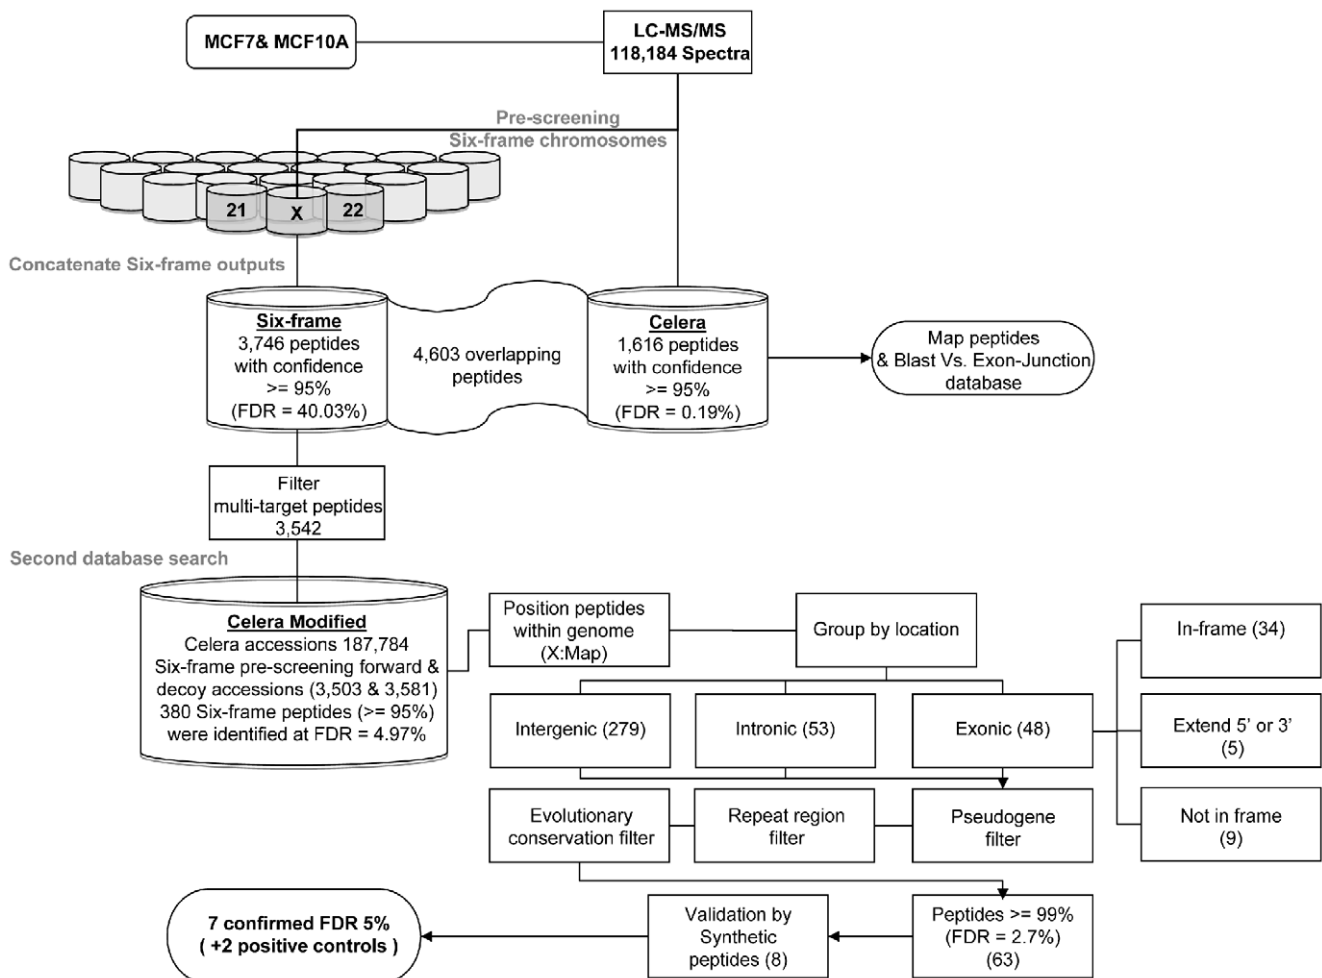 MCF7& MCF10A
LC-MS/MS
118,184 Spectra
Pre-screening
Six-frame chromosomes
21
X
22
Concatenate Six-frame outputs
Six-frame
3,746 peptides
with confidence
>= 95%
(FDR = 40.03%)
4,603 overlapping
peptides
Celera
1,616 peptides
with confidence
>= 95%
(FDR = 0.19%)
Map peptides
& Blast Vs. Exon-Junction
database
Filter
multi-target peptides
3,542
Second database search
Celera Modified
Celera accessions 187,784
Six-frame pre-screening forward &
decoy accessions (3,503 & 3,581)
380 Six-frame peptides (>= 95%)
were identified at FDR = 4.97%
Position peptides
within genome
(X:Map)
Group by location
In-frame (34)
Intergenic (279)
Intronic (53)
Exonic (48)
Extend 5' or 3'
(5)
Evolutionary
conservation filter
Repeat region
filter
Pseudogene
filter
Not in frame
(9)
7 confirmed FDR 5%
( +2 positive controls )
Validation by
Synthetic
peptides (8)
Peptides >= 99%
(FDR = 2.7%)
(63)